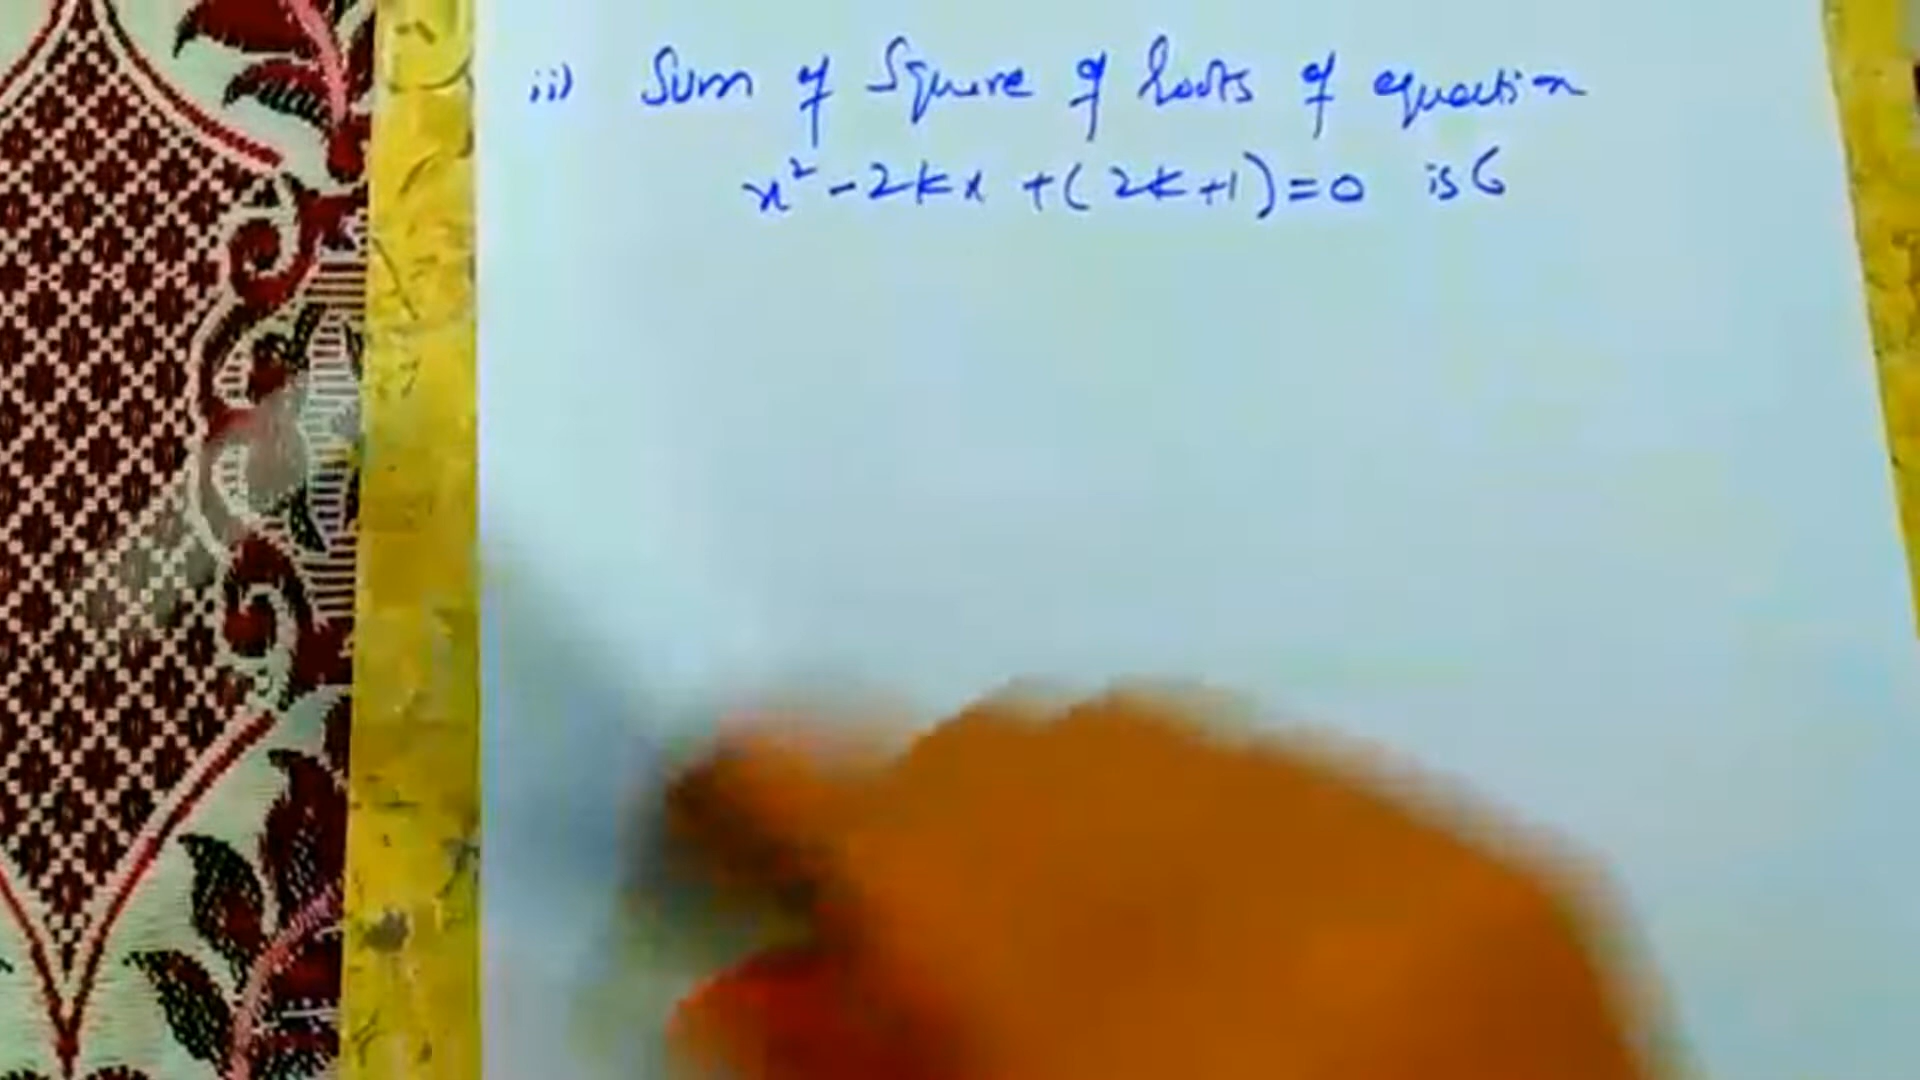 ii) Sum of Square of Roots of equation
x² - 2kx + (2k+1) = 0 is 6